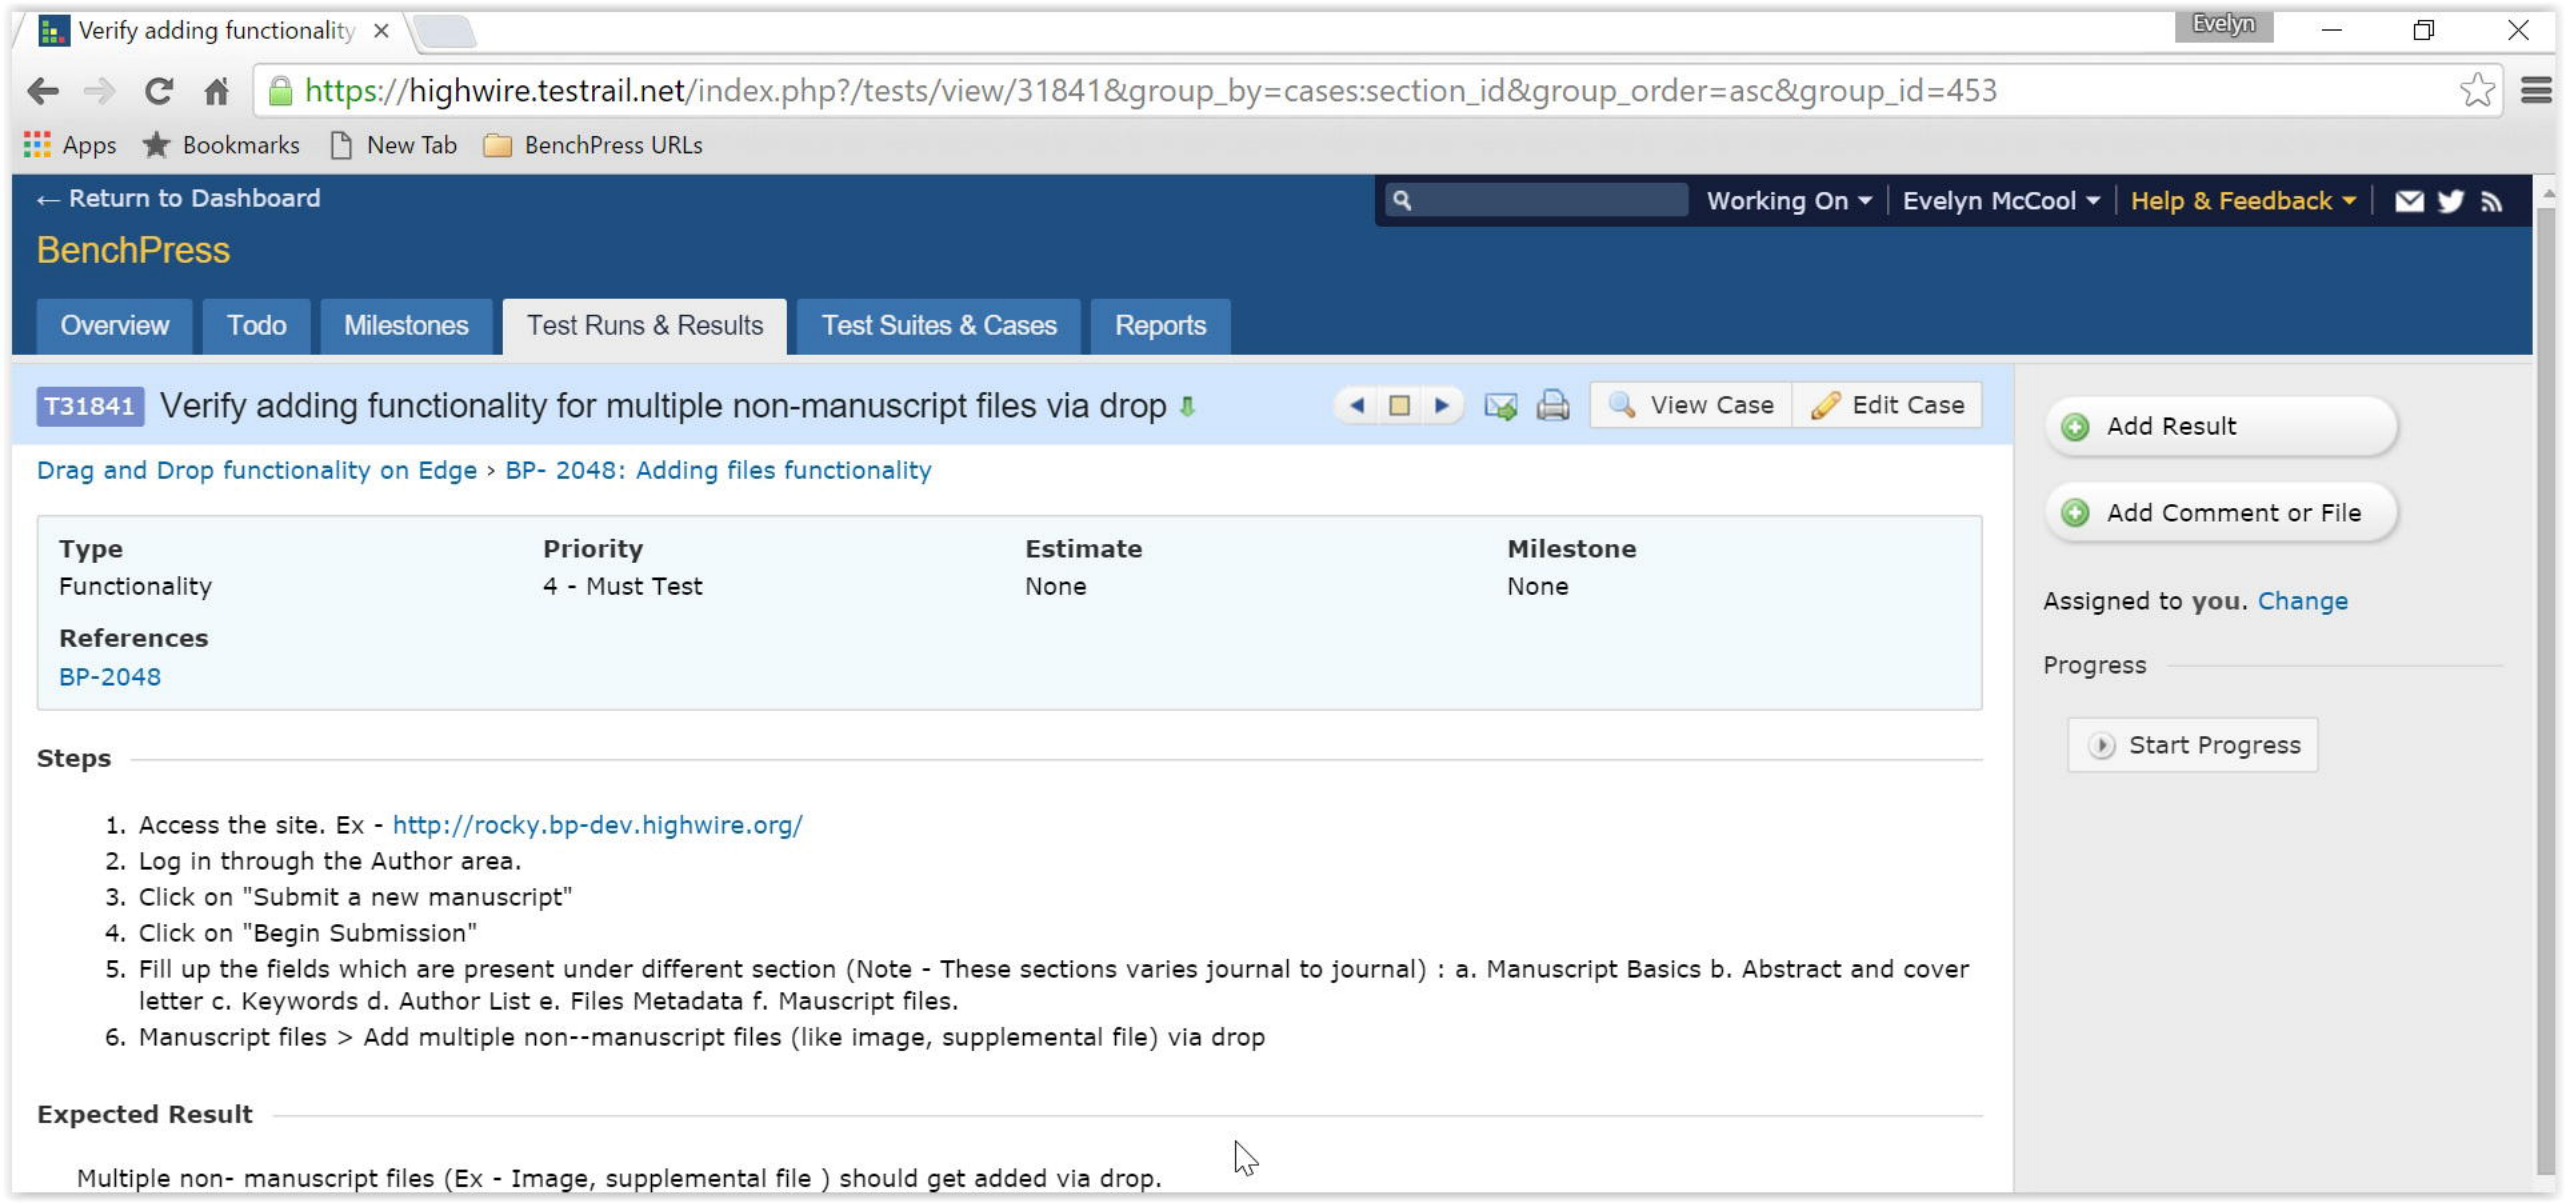 Verify adding functionality
Evelyn
https://highwire.testrail.net/index.php?/tests/view/31841&group_by=cases:section_id&group_order=asc&group_id=453
Apps Bookmarks New Tab BenchPress URLs
← Return to Dashboard
Working On Evelyn McCool Help & Feedback
BenchPress
Overview Todo Milestones Test Runs & Results Test Suites & Cases Reports
T31841 Verify adding functionality for multiple non-manuscript files via drop
View Case Edit Case
Drag and Drop functionality on Edge › BP- 2048: Adding files functionality
Type Priority Estimate Milestone
Functionality 4 - Must Test None None
References
BP-2048
Steps
1. Access the site. Ex - http://rocky.bp-dev.highwire.org/
2. Log in through the Author area.
3. Click on "Submit a new manuscript"
4. Click on "Begin Submission"
5. Fill up the fields which are present under different section (Note - These sections varies journal to journal) : a. Manuscript Basics b. Abstract and cover
letter c. Keywords d. Author List e. Files Metadata f. Mauscript files.
6. Manuscript files > Add multiple non--manuscript files (like image, supplemental file) via drop
Expected Result
Multiple non- manuscript files (Ex - Image, supplemental file ) should get added via drop.
Add Result
Add Comment or File
Assigned to you. Change
Progress
Start Progress